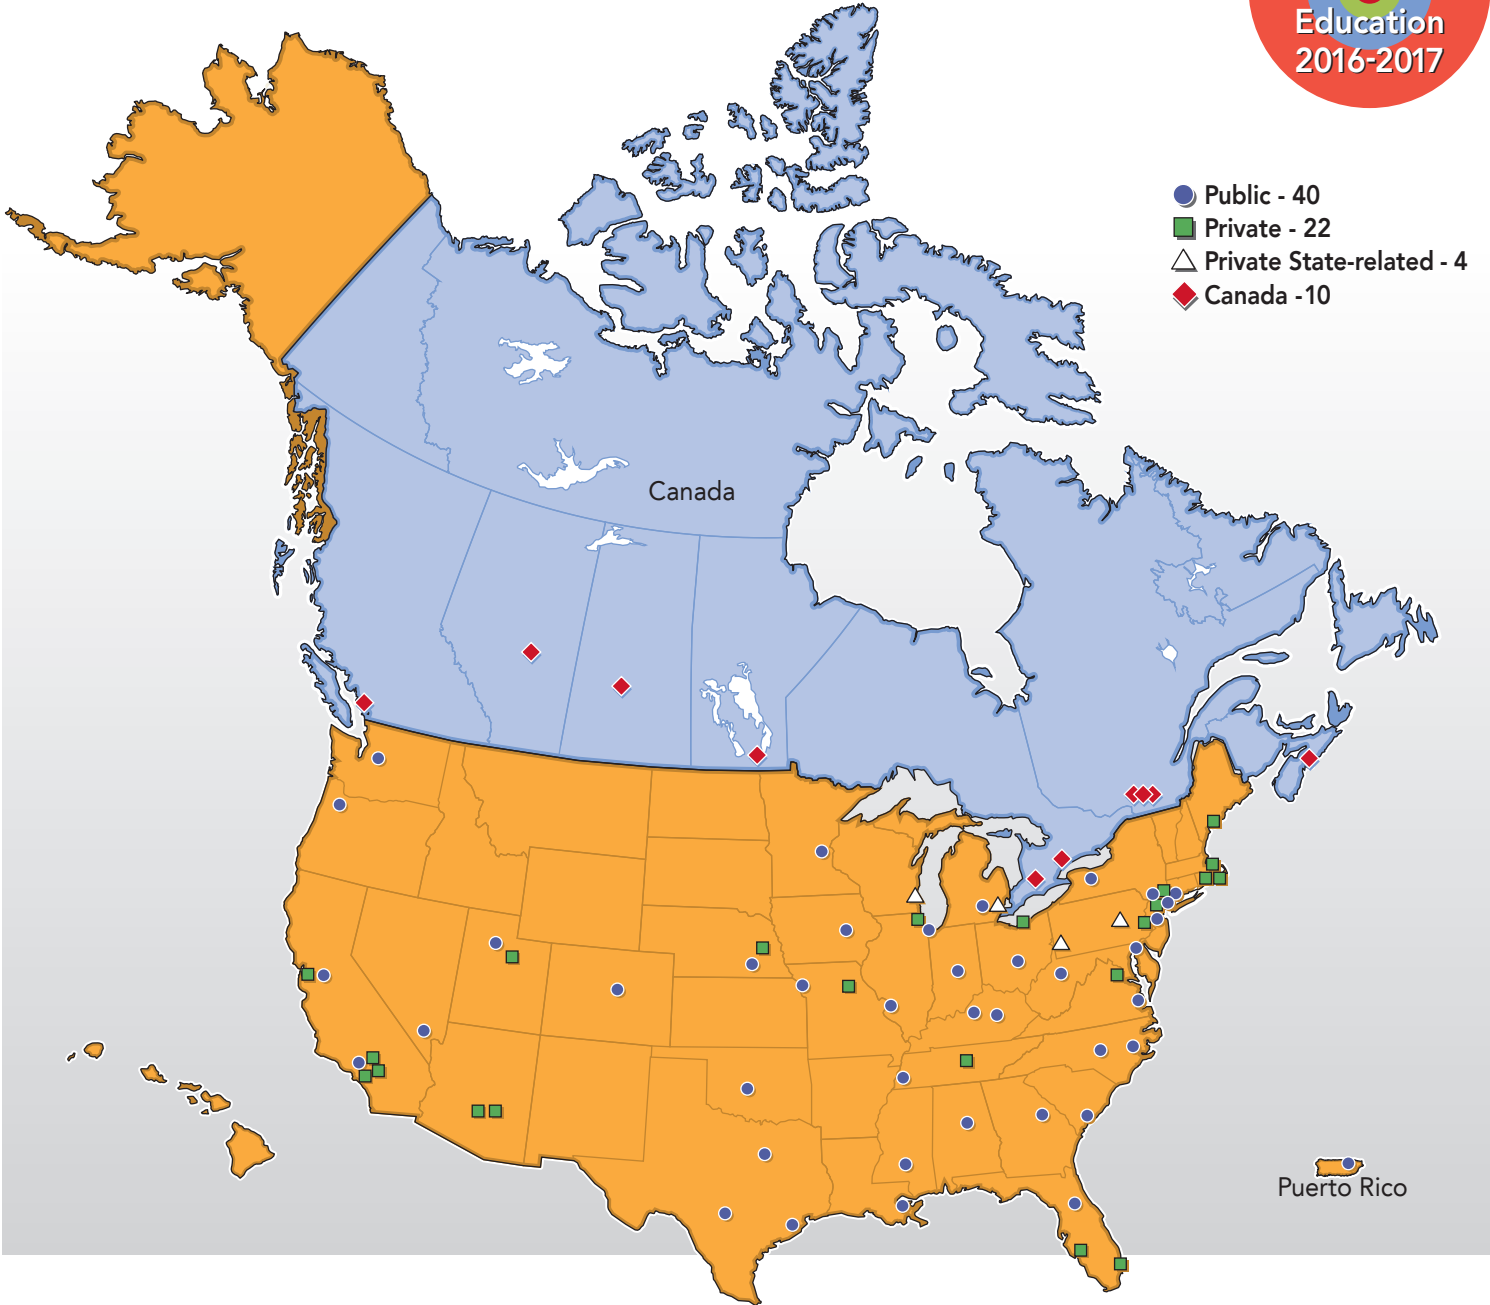 Education
2016-2017
Public - 40
Private - 22
Private State-related - 4
Canada -10
Canada
Puerto Rico